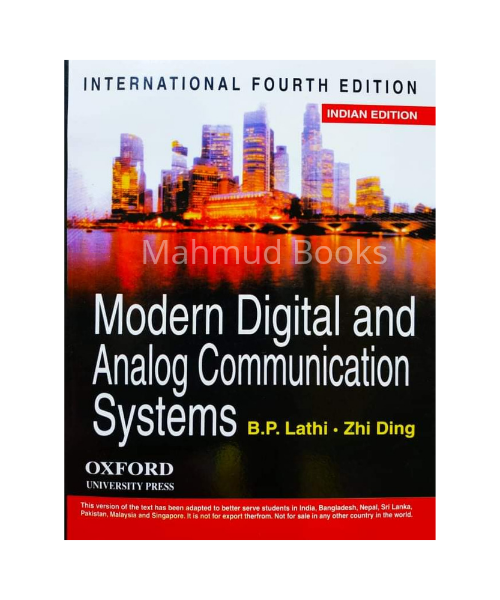 INTERNATIONAL FOURTH EDITION
INDIAN EDITION
Mahmud Books
Modern Digital and
Analog Communication
Systems B.P. Lathi • Zhi Ding
OXFORD
UNIVERSITY PRESS
This version of the text has been adapted to better serve students in India, Bangladesh, Nepal, Sri Lanka,
Pakistan, Malaysia and Singapore. It is not for export therfrom. Not for sale in any other country in the world.